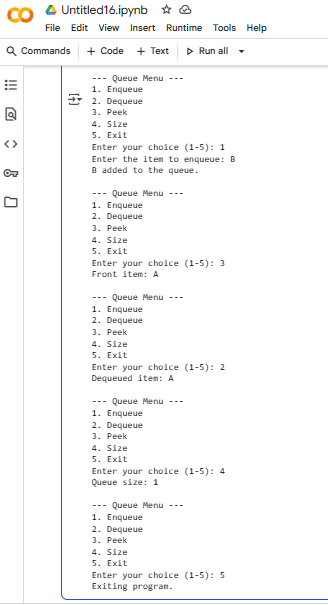 Untitled16.ipynb
File Edit View Insert Runtime Tools Help
Commands + Code + Text Run all
--- Queue Menu ---
1. Enqueue
2. Dequeue
3. Peek
4. Size
5. Exit
Enter your choice (1-5): 1
Enter the item to enqueue: B
B added to the queue.
--- Queue Menu ---
1. Enqueue
2. Dequeue
3. Peek
4. Size
5. Exit
Enter your choice (1-5): 3
Front item: A
--- Queue Menu ---
1. Enqueue
2. Dequeue
3. Peek
4. Size
5. Exit
Enter your choice (1-5): 2
Dequeued item: A
--- Queue Menu ---
1. Enqueue
2. Dequeue
3. Peek
4. Size
5. Exit
Enter your choice (1-5): 4
Queue size: 1
--- Queue Menu ---
1. Enqueue
2. Dequeue
3. Peek
4. Size
5. Exit
Enter your choice (1-5): 5
Exiting program.